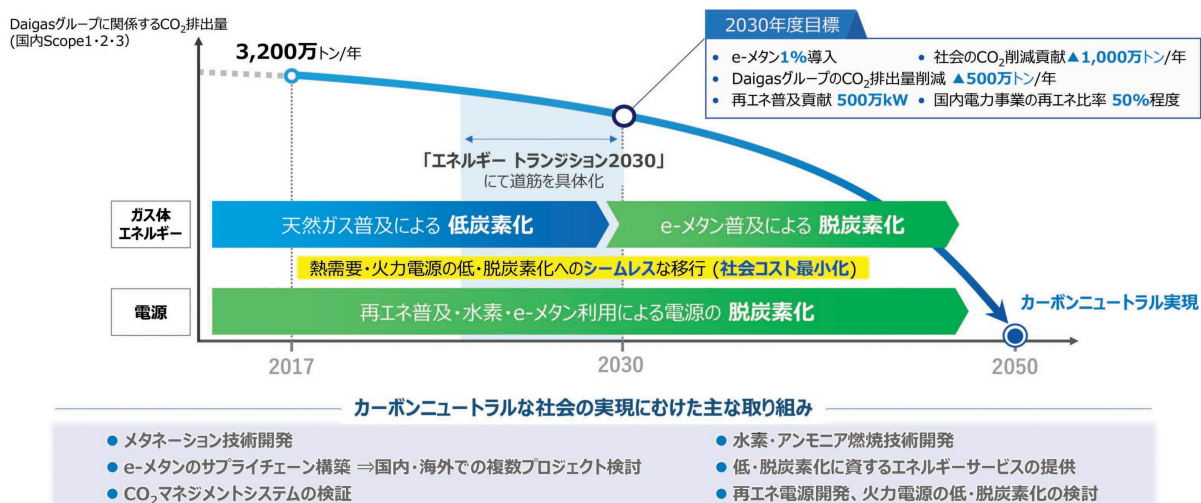 Daigasグループに関係するCO₂排出量
(国内Scope1・2・3)
3,200万トン/年
2030年度目標
• e-メタン1%導入 • 社会のCO₂削減貢献▲1,000万トン/年
• DaigasグループのCO₂排出量削減 ▲500万トン/年
• 再エネ普及貢献 500万kW • 国内電力事業の再エネ比率 50%程度
「エネルギー トランジション2030」
にて道筋を具体化
ガス体
エネルギー
天然ガス普及による 低炭素化
e-メタン普及による 脱炭素化
熱需要・火力電源の低・脱炭素化へのシームレスな移行 (社会コスト最小化)
電源
再エネ普及・水素・e-メタン利用による電源の 脱炭素化
カーボンニュートラル実現
2017
2030
2050
カーボンニュートラルな社会の実現にむけた主な取り組み
● メタネーション技術開発
● e-メタンのサプライチェーン構築 ⇒国内・海外での複数プロジェクト検討
● CO₂マネジメントシステムの検証
● 水素・アンモニア燃焼技術開発
● 低・脱炭素化に資するエネルギーサービスの提供
● 再エネ電源開発、火力電源の低・脱炭素化の検討